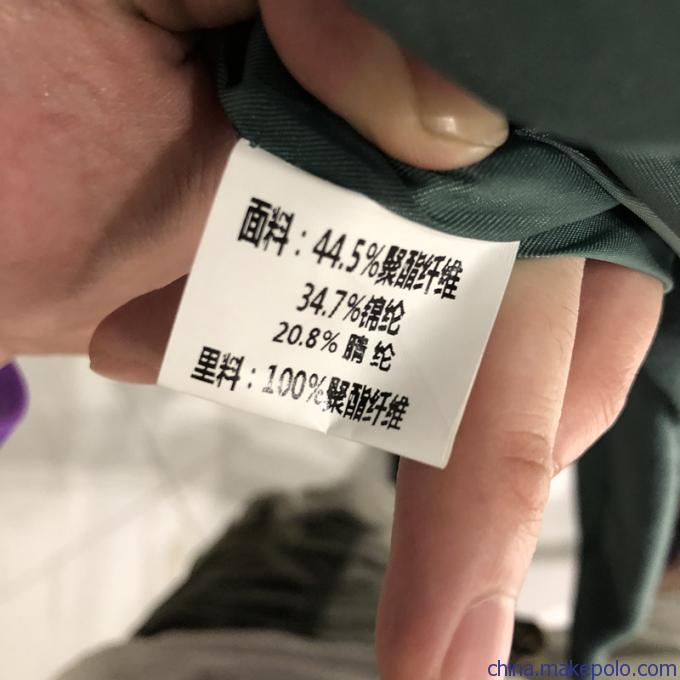 面料：44.5%聚酯纤维
34.7%锦纶
20.8% 腈 纶
里料：100%聚酯纤维
china.makepolo.com